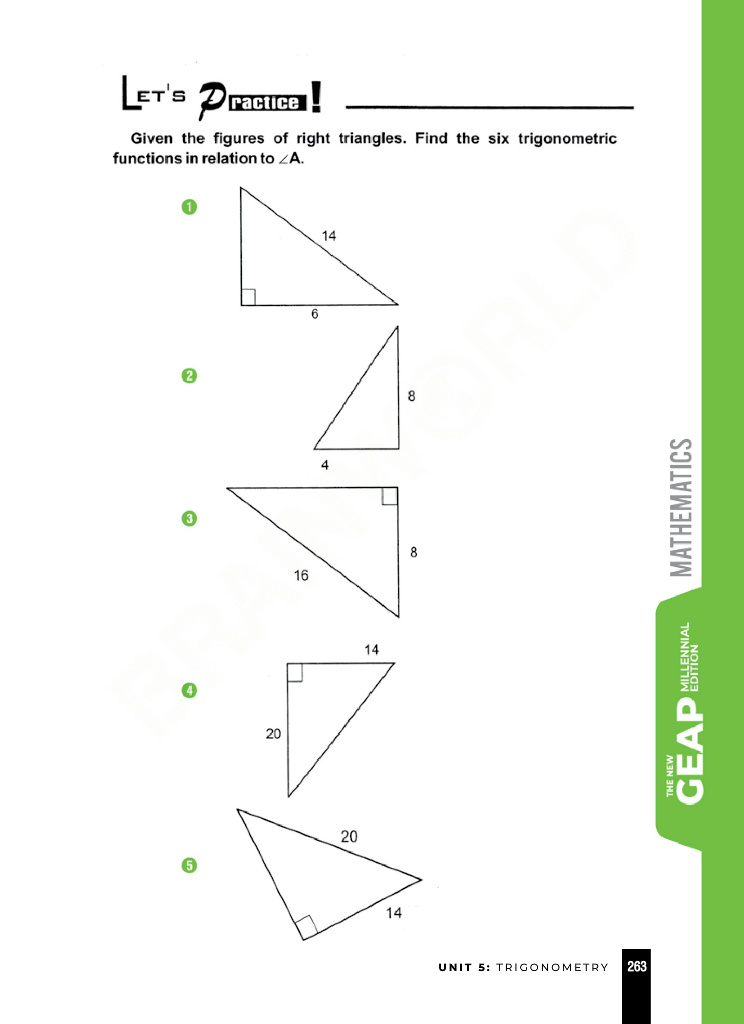 LET'S Practice!
Given the figures of right triangles. Find the six trigonometric
functions in relation to ∠A.
1
14
6
2
8
4
3
8
16
14
4
20
20
5
14
MATHEMATICS
THE NEW
GEAP MILLENNIAL
EDITION
UNIT 5: TRIGONOMETRY 263
BRAINWORLD